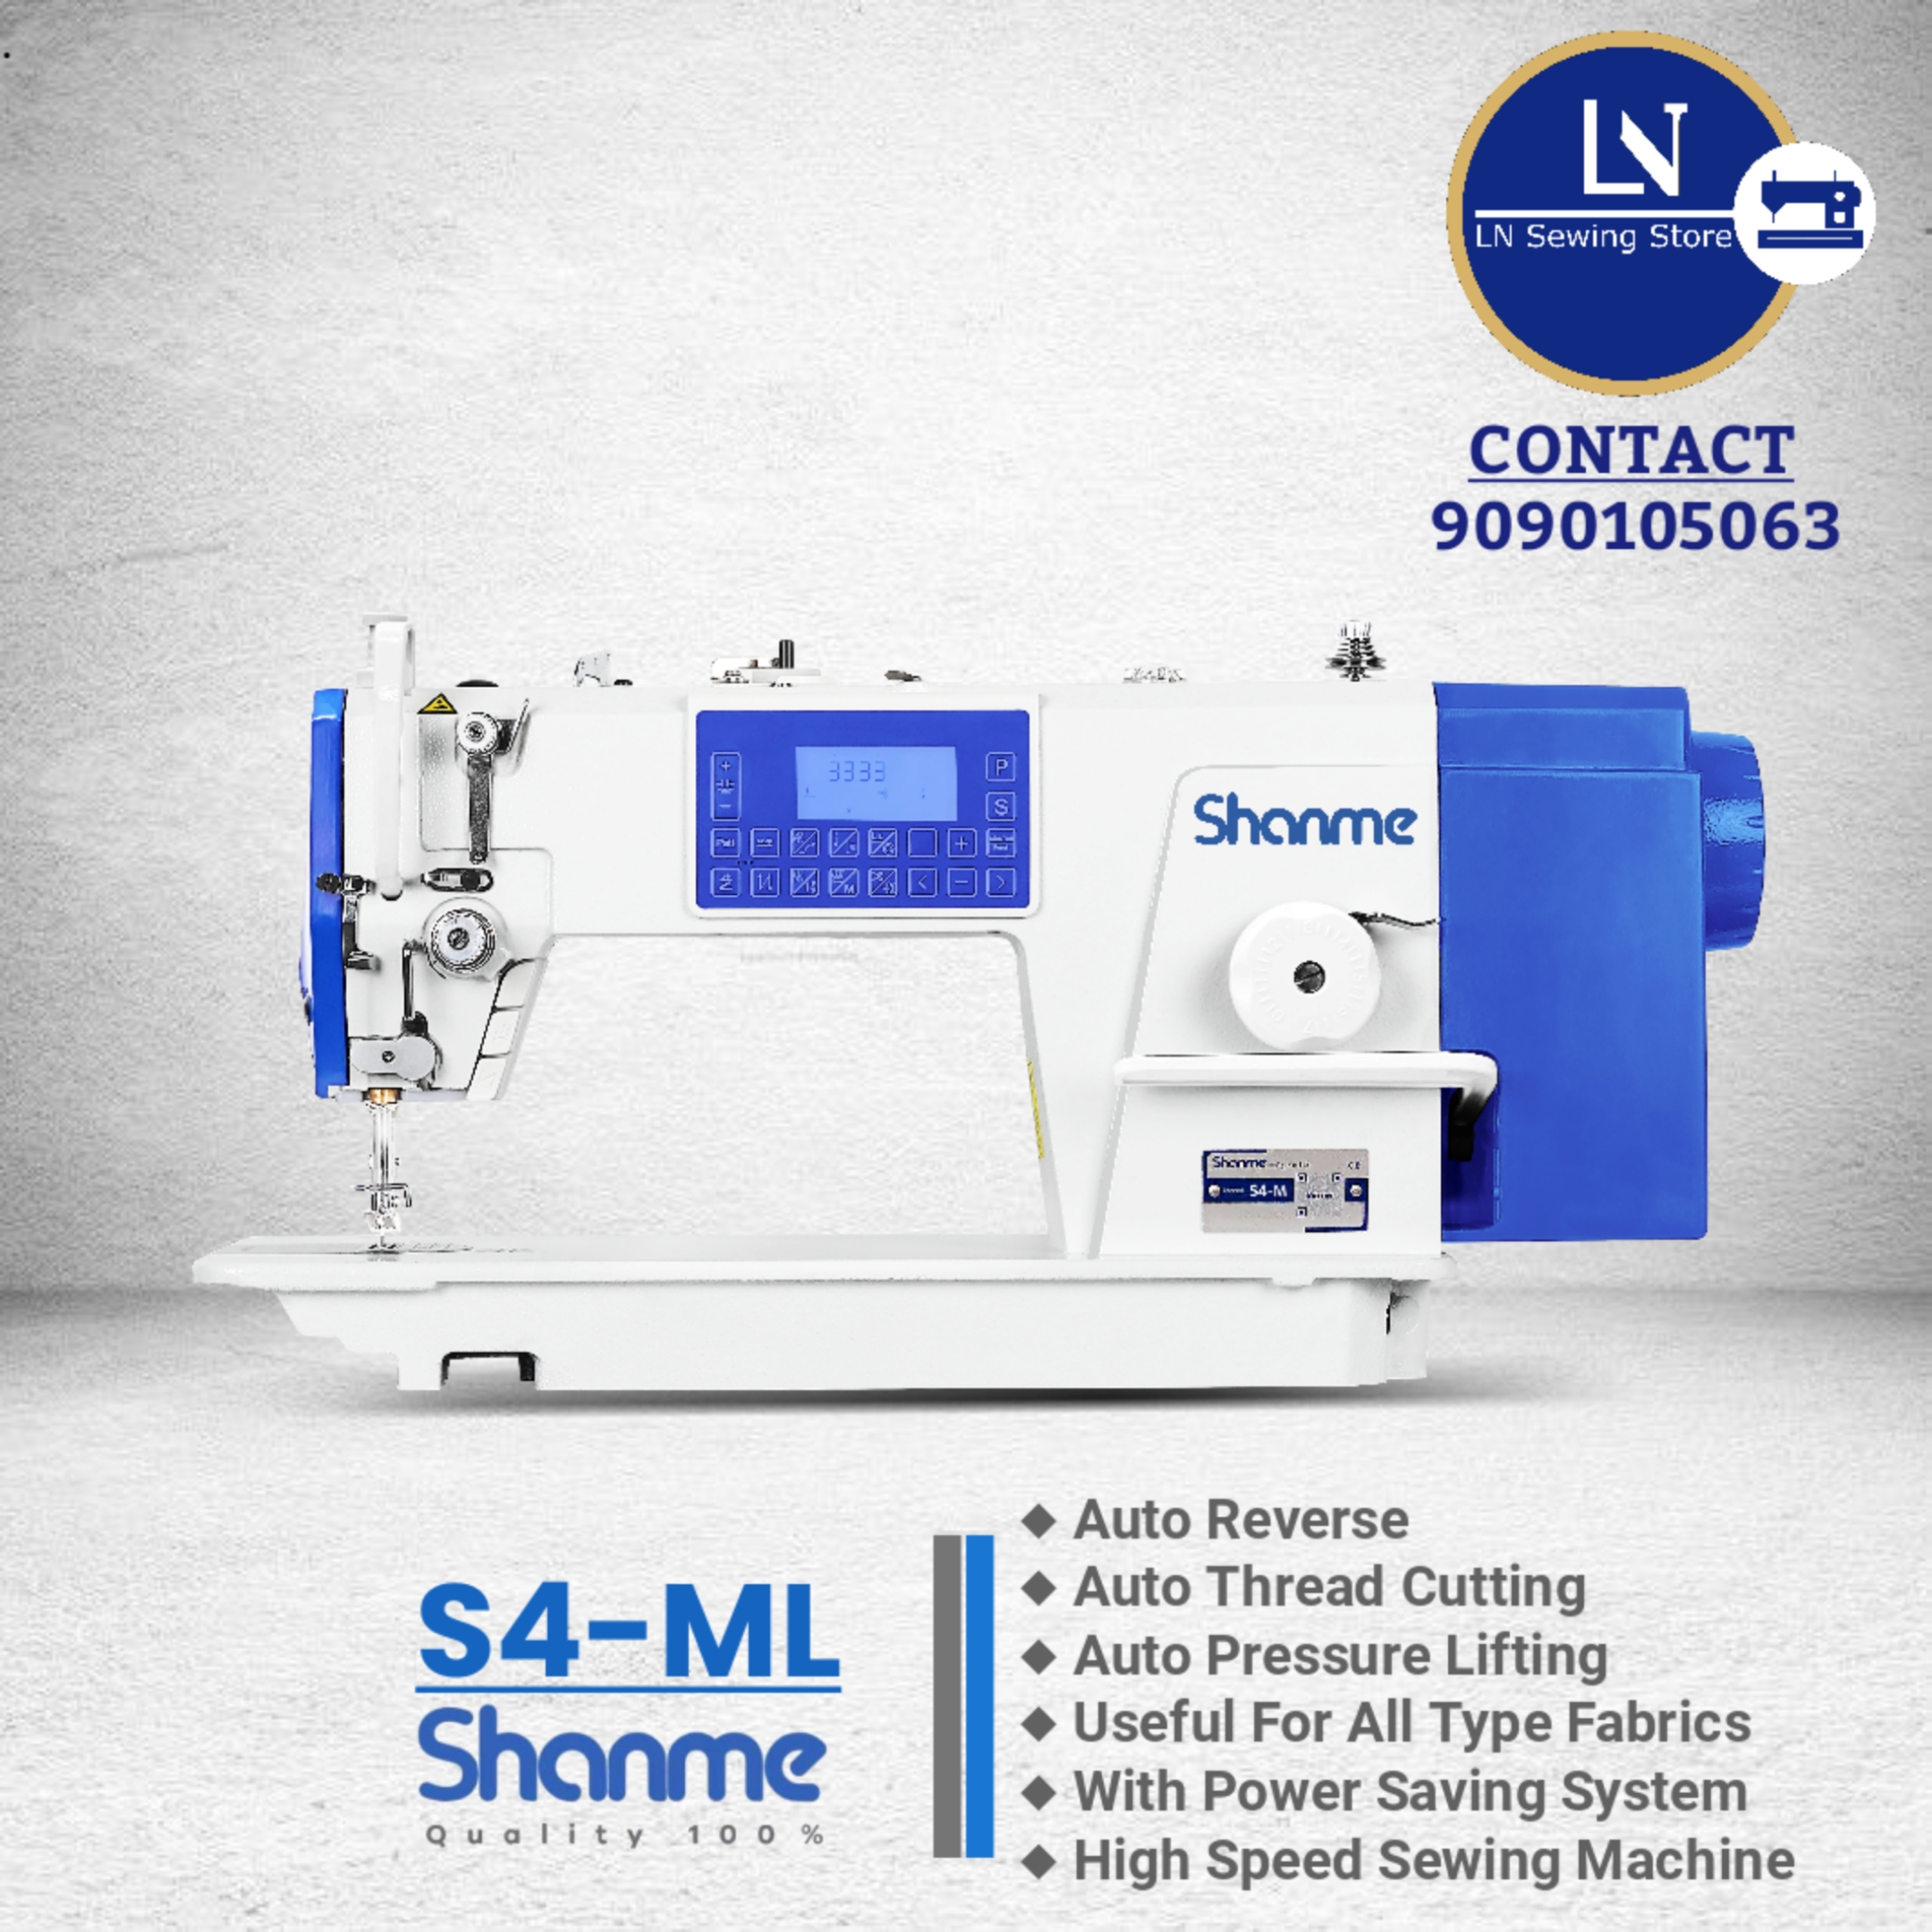 LN
LN Sewing Store
CONTACT
9090105063
3333
P
S
Shanme
Shanme
S4-M
S4-ML
Shanme
Quality 100%
◆ Auto Reverse
◆ Auto Thread Cutting
◆ Auto Pressure Lifting
◆ Useful For All Type Fabrics
◆ With Power Saving System
◆ High Speed Sewing Machine